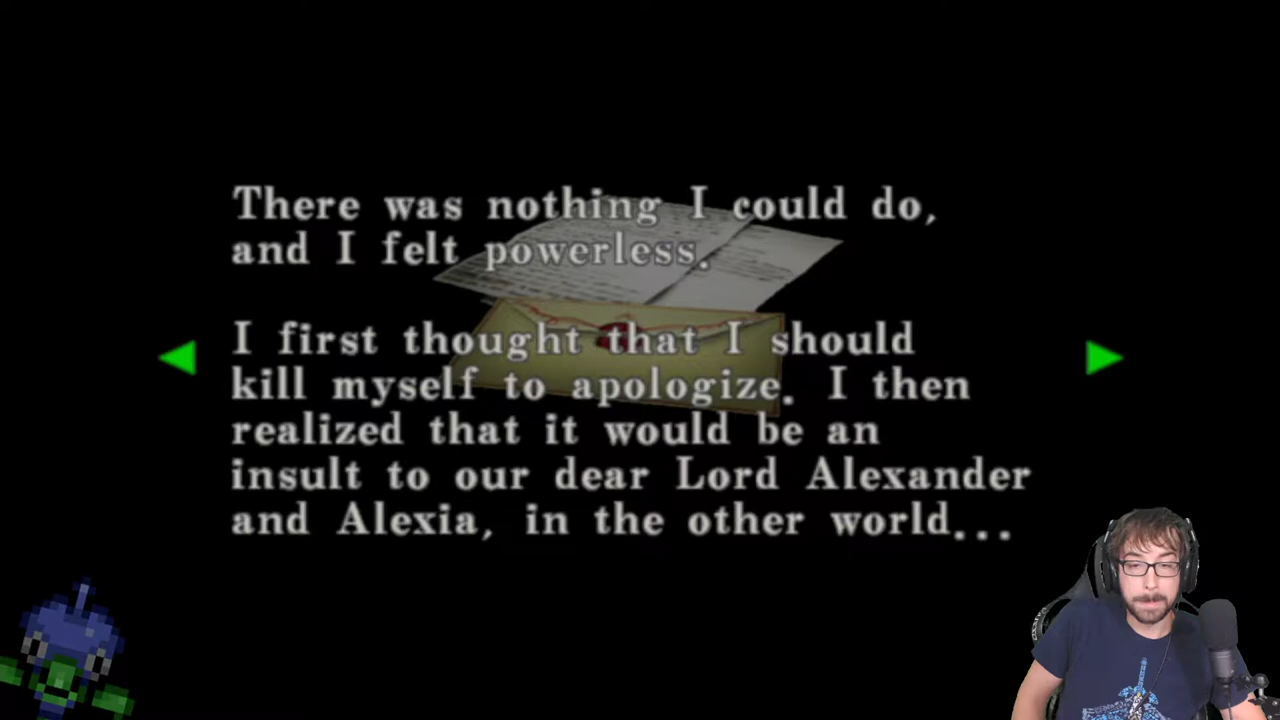 There was nothing I could do,
and I felt powerless.
I first thought that I should
kill myself to apologize. I then
realized that it would be an
insult to our dear Lord Alexander
and Alexia, in the other world...